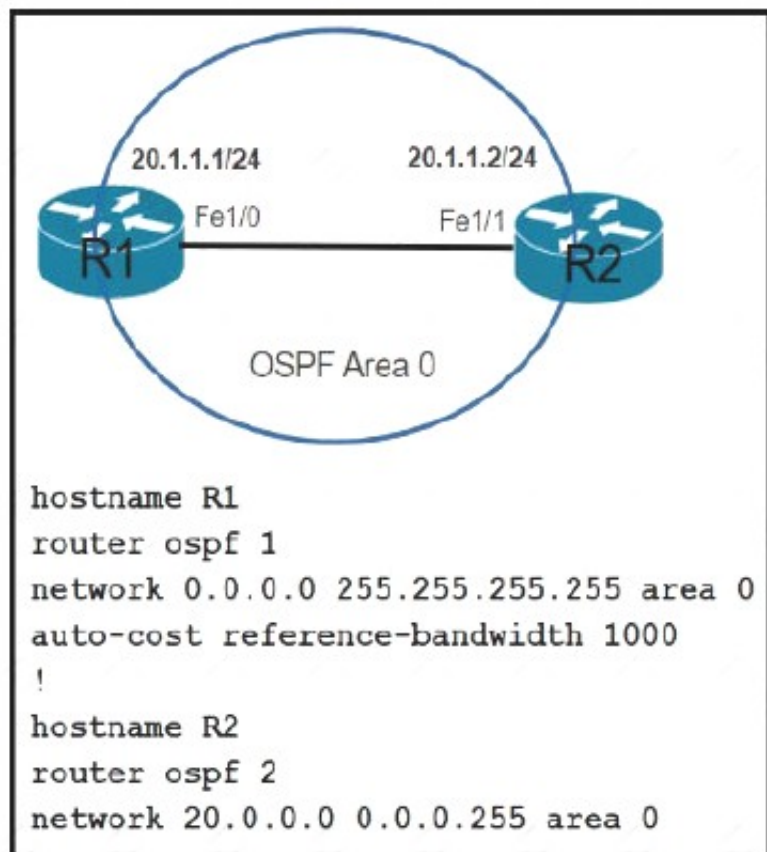 20.1.1.1/24
20.1.1.2/24
Fe1/0
Fe1/1
R1
R2
OSPF Area 0
hostname R1
router ospf 1
network 0.0.0.0 255.255.255.255 area 0
auto-cost reference-bandwidth 1000
!
hostname R2
router ospf 2
network 20.0.0.0 0.0.0.255 area 0